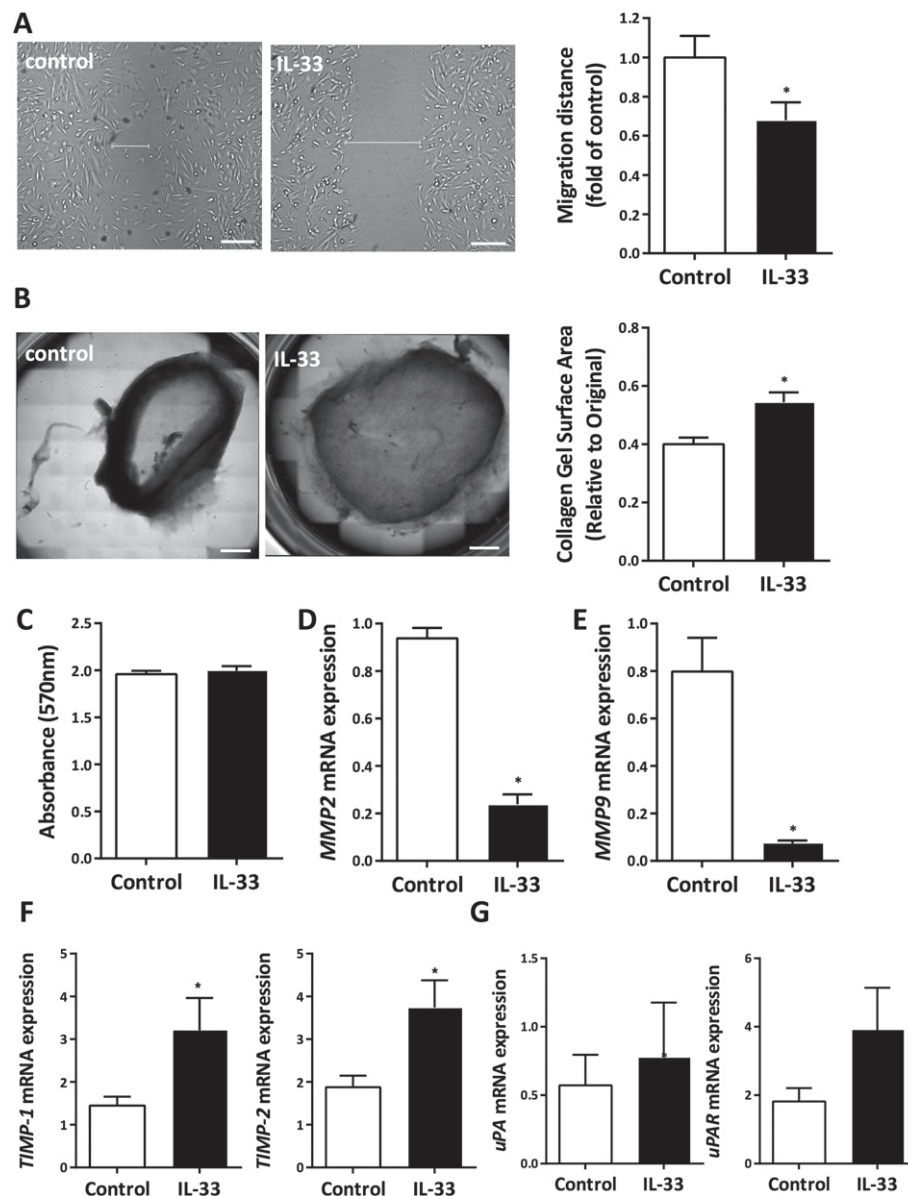 A
control
IL-33
Migration distance
(fold of control)
1.2
1.0
0.8
0.6
0.4
0.2
0.0
*
Control
IL-33
B
control
IL-33
Collagen Gel Surface Area
(Relative to Original)
0.8
0.6
0.4
0.2
0.0
*
Control
IL-33
C
Absorbance (570nm)
2.5
2.0
1.5
1.0
0.5
0.0
Control
IL-33
D
MMP2 mRNA expression
1.0
0.8
0.6
0.4
0.2
0.0
*
Control
IL-33
E
MMP9 mRNA expression
1.0
0.8
0.6
0.4
0.2
0.0
*
Control
IL-33
F
TIMP-1 mRNA expression
5
4
3
2
1
0
*
Control
IL-33
TIMP-2 mRNA expression
5
4
3
2
1
0
*
Control
IL-33
G
uPA mRNA expression
1.5
1.0
0.5
0.0
*
Control
IL-33
uPAR mRNA expression
6
4
2
0
Control
IL-33